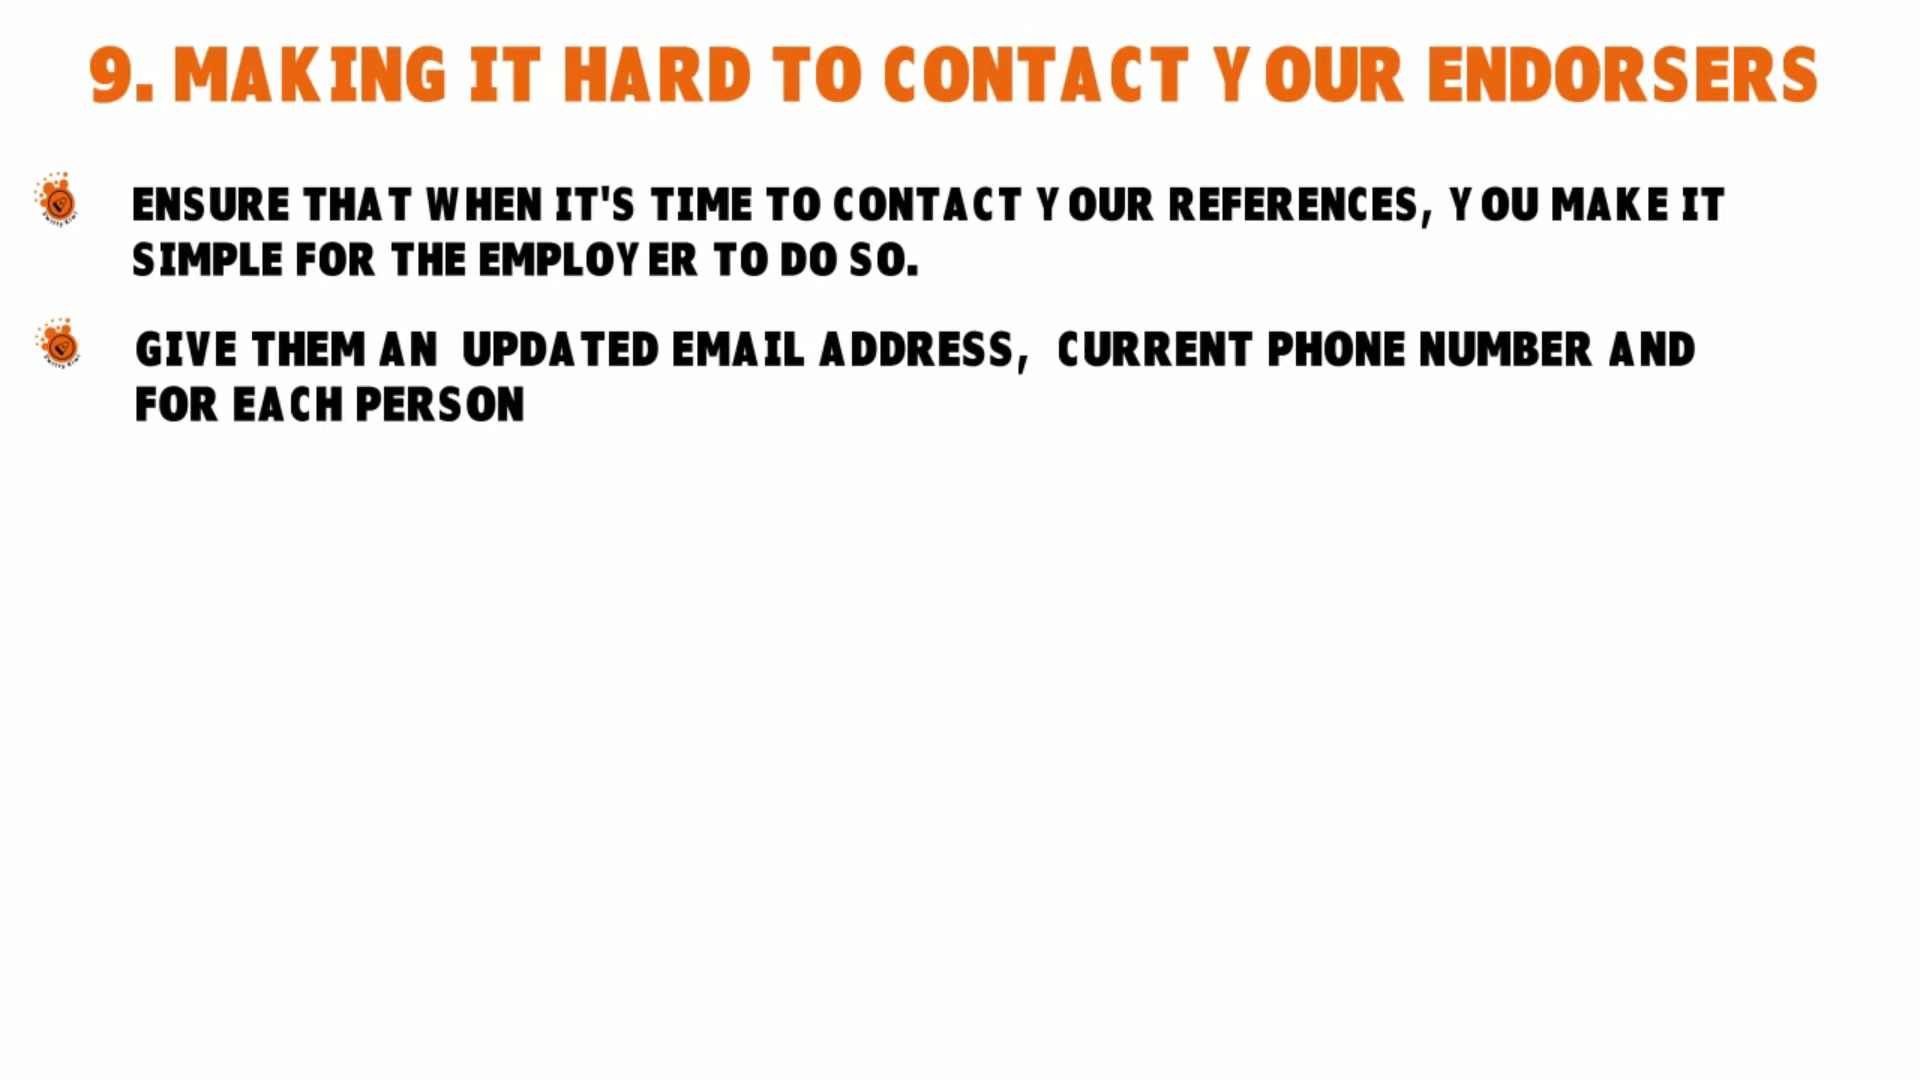 9. MAKING IT HARD TO CONTACT YOUR ENDORSERS
ENSURE THAT WHEN IT'S TIME TO CONTACT YOUR REFERENCES, YOU MAKE IT
SIMPLE FOR THE EMPLOYER TO DO SO.
GIVE THEM AN UPDATED EMAIL ADDRESS, CURRENT PHONE NUMBER AND
FOR EACH PERSON